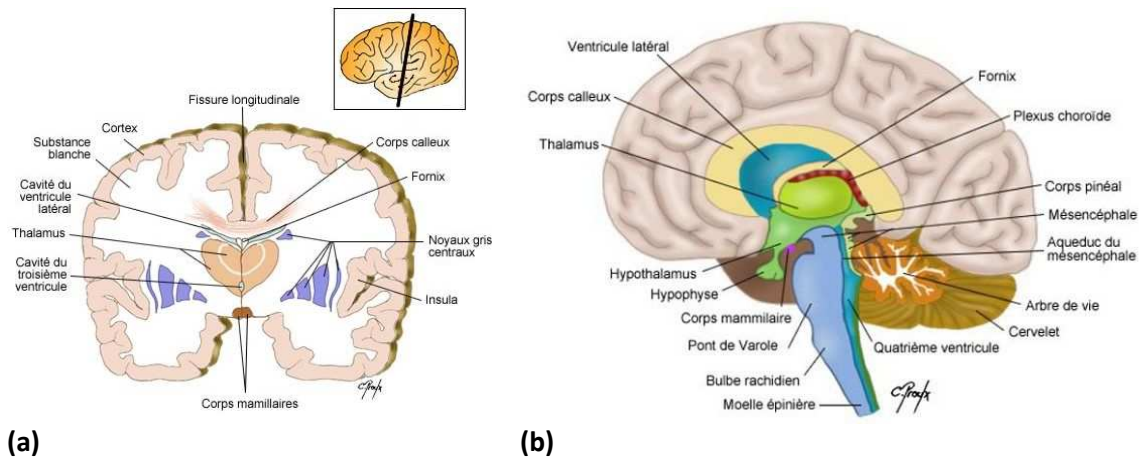 Fissure longitudinale
Cortex
Substance
blanche
Cavité du
ventricule
latéral
Thalamus
Cavité du
troisième
ventricule
Corps calleux
Fornix
Noyaux gris
centraux
Insula
Corps mamillaires
C. Proulx
(a)
Ventricule latéral
Corps calleux
Thalamus
Fornix
Plexus choroïde
Corps pinéal
Mésencéphale
Aqueduc du
mésencéphale
Hypothalamus
Hypophyse
Corps mammilaire
Pont de Varole
Bulbe rachidien
Moelle épinière
Arbre de vie
Cervelet
Quatrième ventricule
C. Proulx
(b)